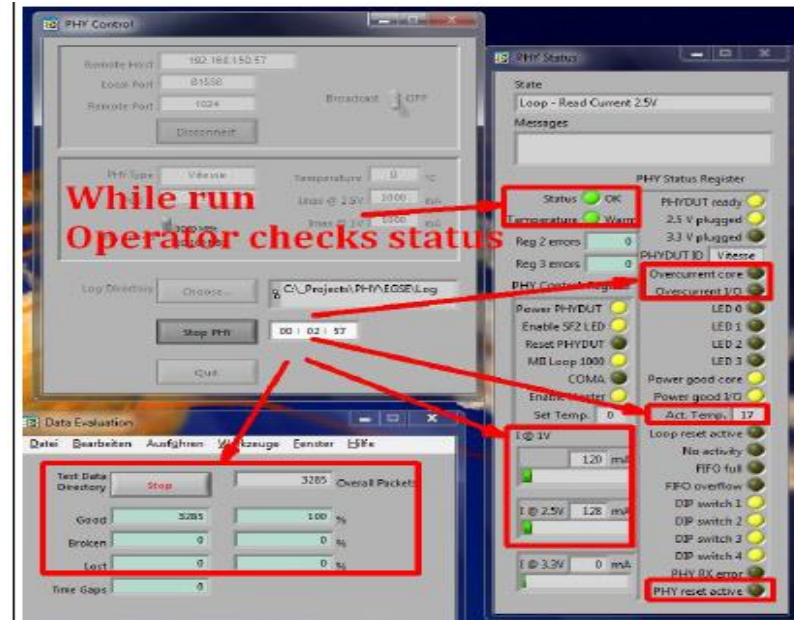 PHY Control
Remote Host 192.168.150.57
Local Port
Remote Port 1024
Broadcast OFF
Disconnect
PHY Type Vitesse
Temperature 0 °C
Imax @ 2.5V 1000 mA
1000 mA
While run
Operator checks status
Log Directory Choose... C:\_Projects\PHY\EGSE\Log
Stop PHY 00 : 02 : 57
Quit
Data Evaluation
Datei Bearbeiten Ausführen Werkzeuge Fenster Hilfe
Test Data Directory Stop 3285 Overall Packets
Good 3285 100 %
Broken 0 0 %
Lost 0 0 %
Time Gaps 0
PHY Status
State
Loop - Read Current 2.5V
Messages
PHY Status Register
Status OK
Temperature Warm
Reg 2 errors 0
Reg 3 errors 0
PHY Control Register
Power PHYDUT
Enable SF2 LED
Reset PHYDUT
MB Loop 1000
COMA
Enable Master
Set Temp. 0
I @ 1V
120 mA
I @ 2.5V 128 mA
I @ 3.3V 0 mA
PHYDUT ready
2.5 V plugged
3.3 V plugged
PHYDUT ID Vitesse
Overcurrent core
Overcurrent I/O
LED 0
LED 1
LED 2
LED 3
Power good core
Power good I/O
Act. Temp. 17
Loop reset active
No activity
FIFO full
FIFO overflow
DIP switch 1
DIP switch 2
DIP switch 3
DIP switch 4
PHY RX error
PHY reset active